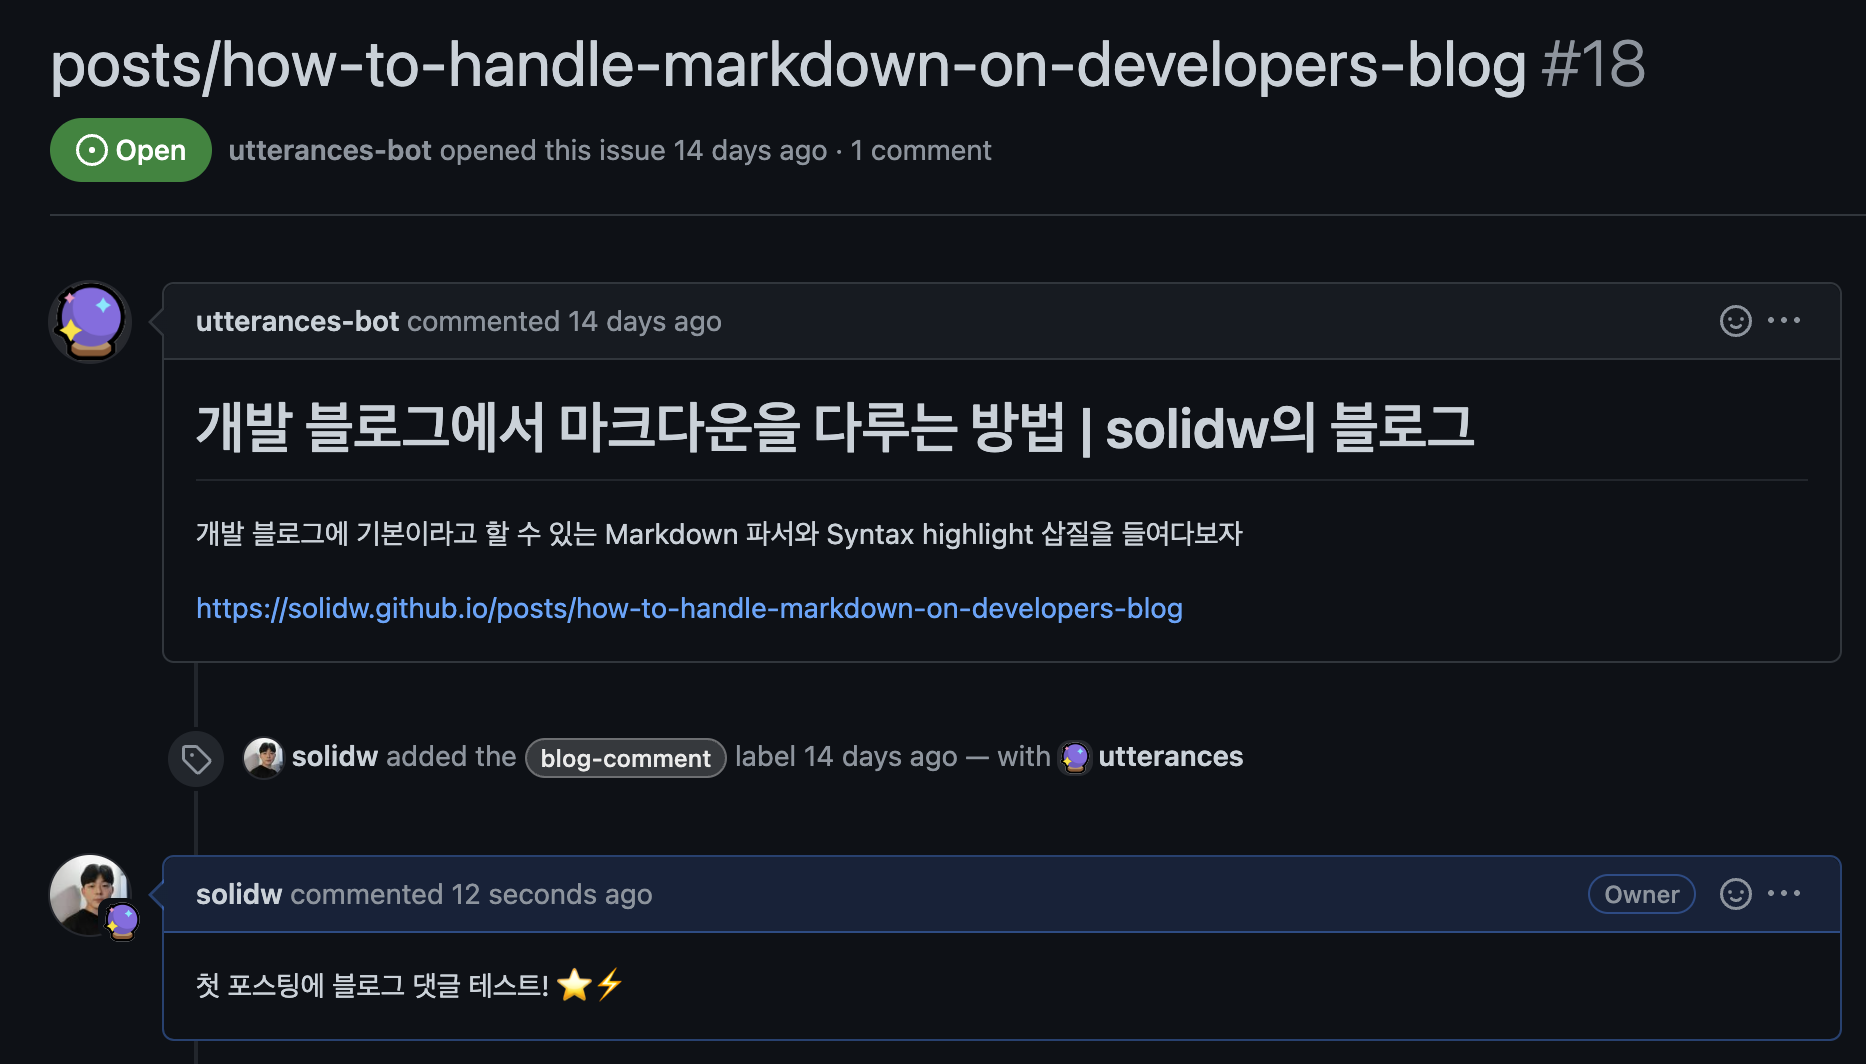 posts/how-to-handle-markdown-on-developers-blog #18
Open utterances-bot opened this issue 14 days ago · 1 comment
utterances-bot commented 14 days ago
개발 블로그에서 마크다운을 다루는 방법 | solidw의 블로그
개발 블로그에 기본이라고 할 수 있는 Markdown 파서와 Syntax highlight 삽질을 들여다보자
https://solidw.github.io/posts/how-to-handle-markdown-on-developers-blog
solidw added the blog-comment label 14 days ago — with utterances
solidw commented 12 seconds ago Owner
첫 포스팅에 블로그 댓글 테스트! ⭐⚡